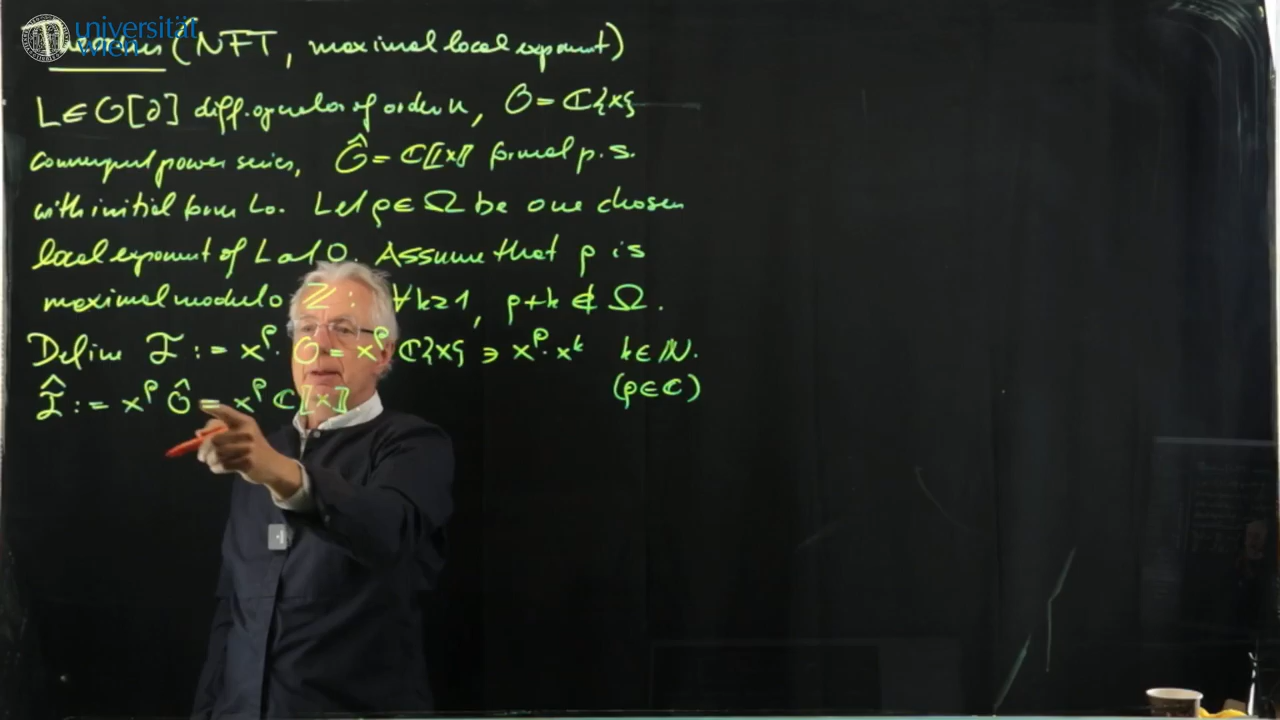 universität
wien
Theorem (NFT, maximal local exponent)
L ∈ O[∂] diff. operator of order n, O = ℂ{x}
convergent power series, Ô = ℂ[[x]] formal p.s.
with initial form L₀. Let ρ ∈ Ω be one chosen
local exponent of L at 0. Assume that ρ is
maximal modulo ℤ: ∀k≥1, ρ+k ∉ Ω.
Define F := x^ρ · O = x^ρ ℂ{x} ∋ x^ρ · x^k k ∈ ℕ.
(ρ ∈ ℂ)
F̂ := x^ρ Ô = x^ρ ℂ[[x]]